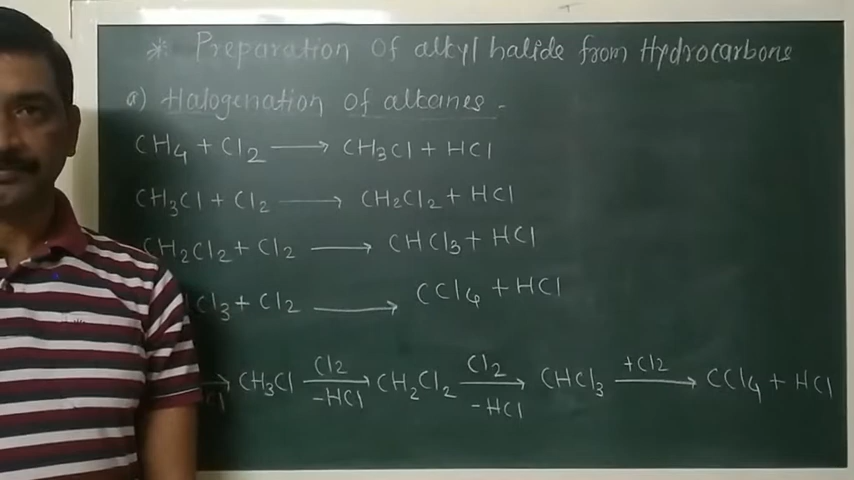 * Preparation of alkyl halide from Hydrocarbons
a) Halogenation of alkanes -
CH4 + Cl2 ⟶ CH3Cl + HCl
CH3Cl + Cl2 ⟶ CH2Cl2 + HCl
CH2Cl2 + Cl2 ⟶ CHCl3 + HCl
Cl3 + Cl2 ⟶ CCl4 + HCl
⟶ CH3Cl ⟶ Cl2 -HCl CH2Cl2 ⟶ Cl2 -HCl CHCl3 ⟶ +Cl2 CCl4 + HCl